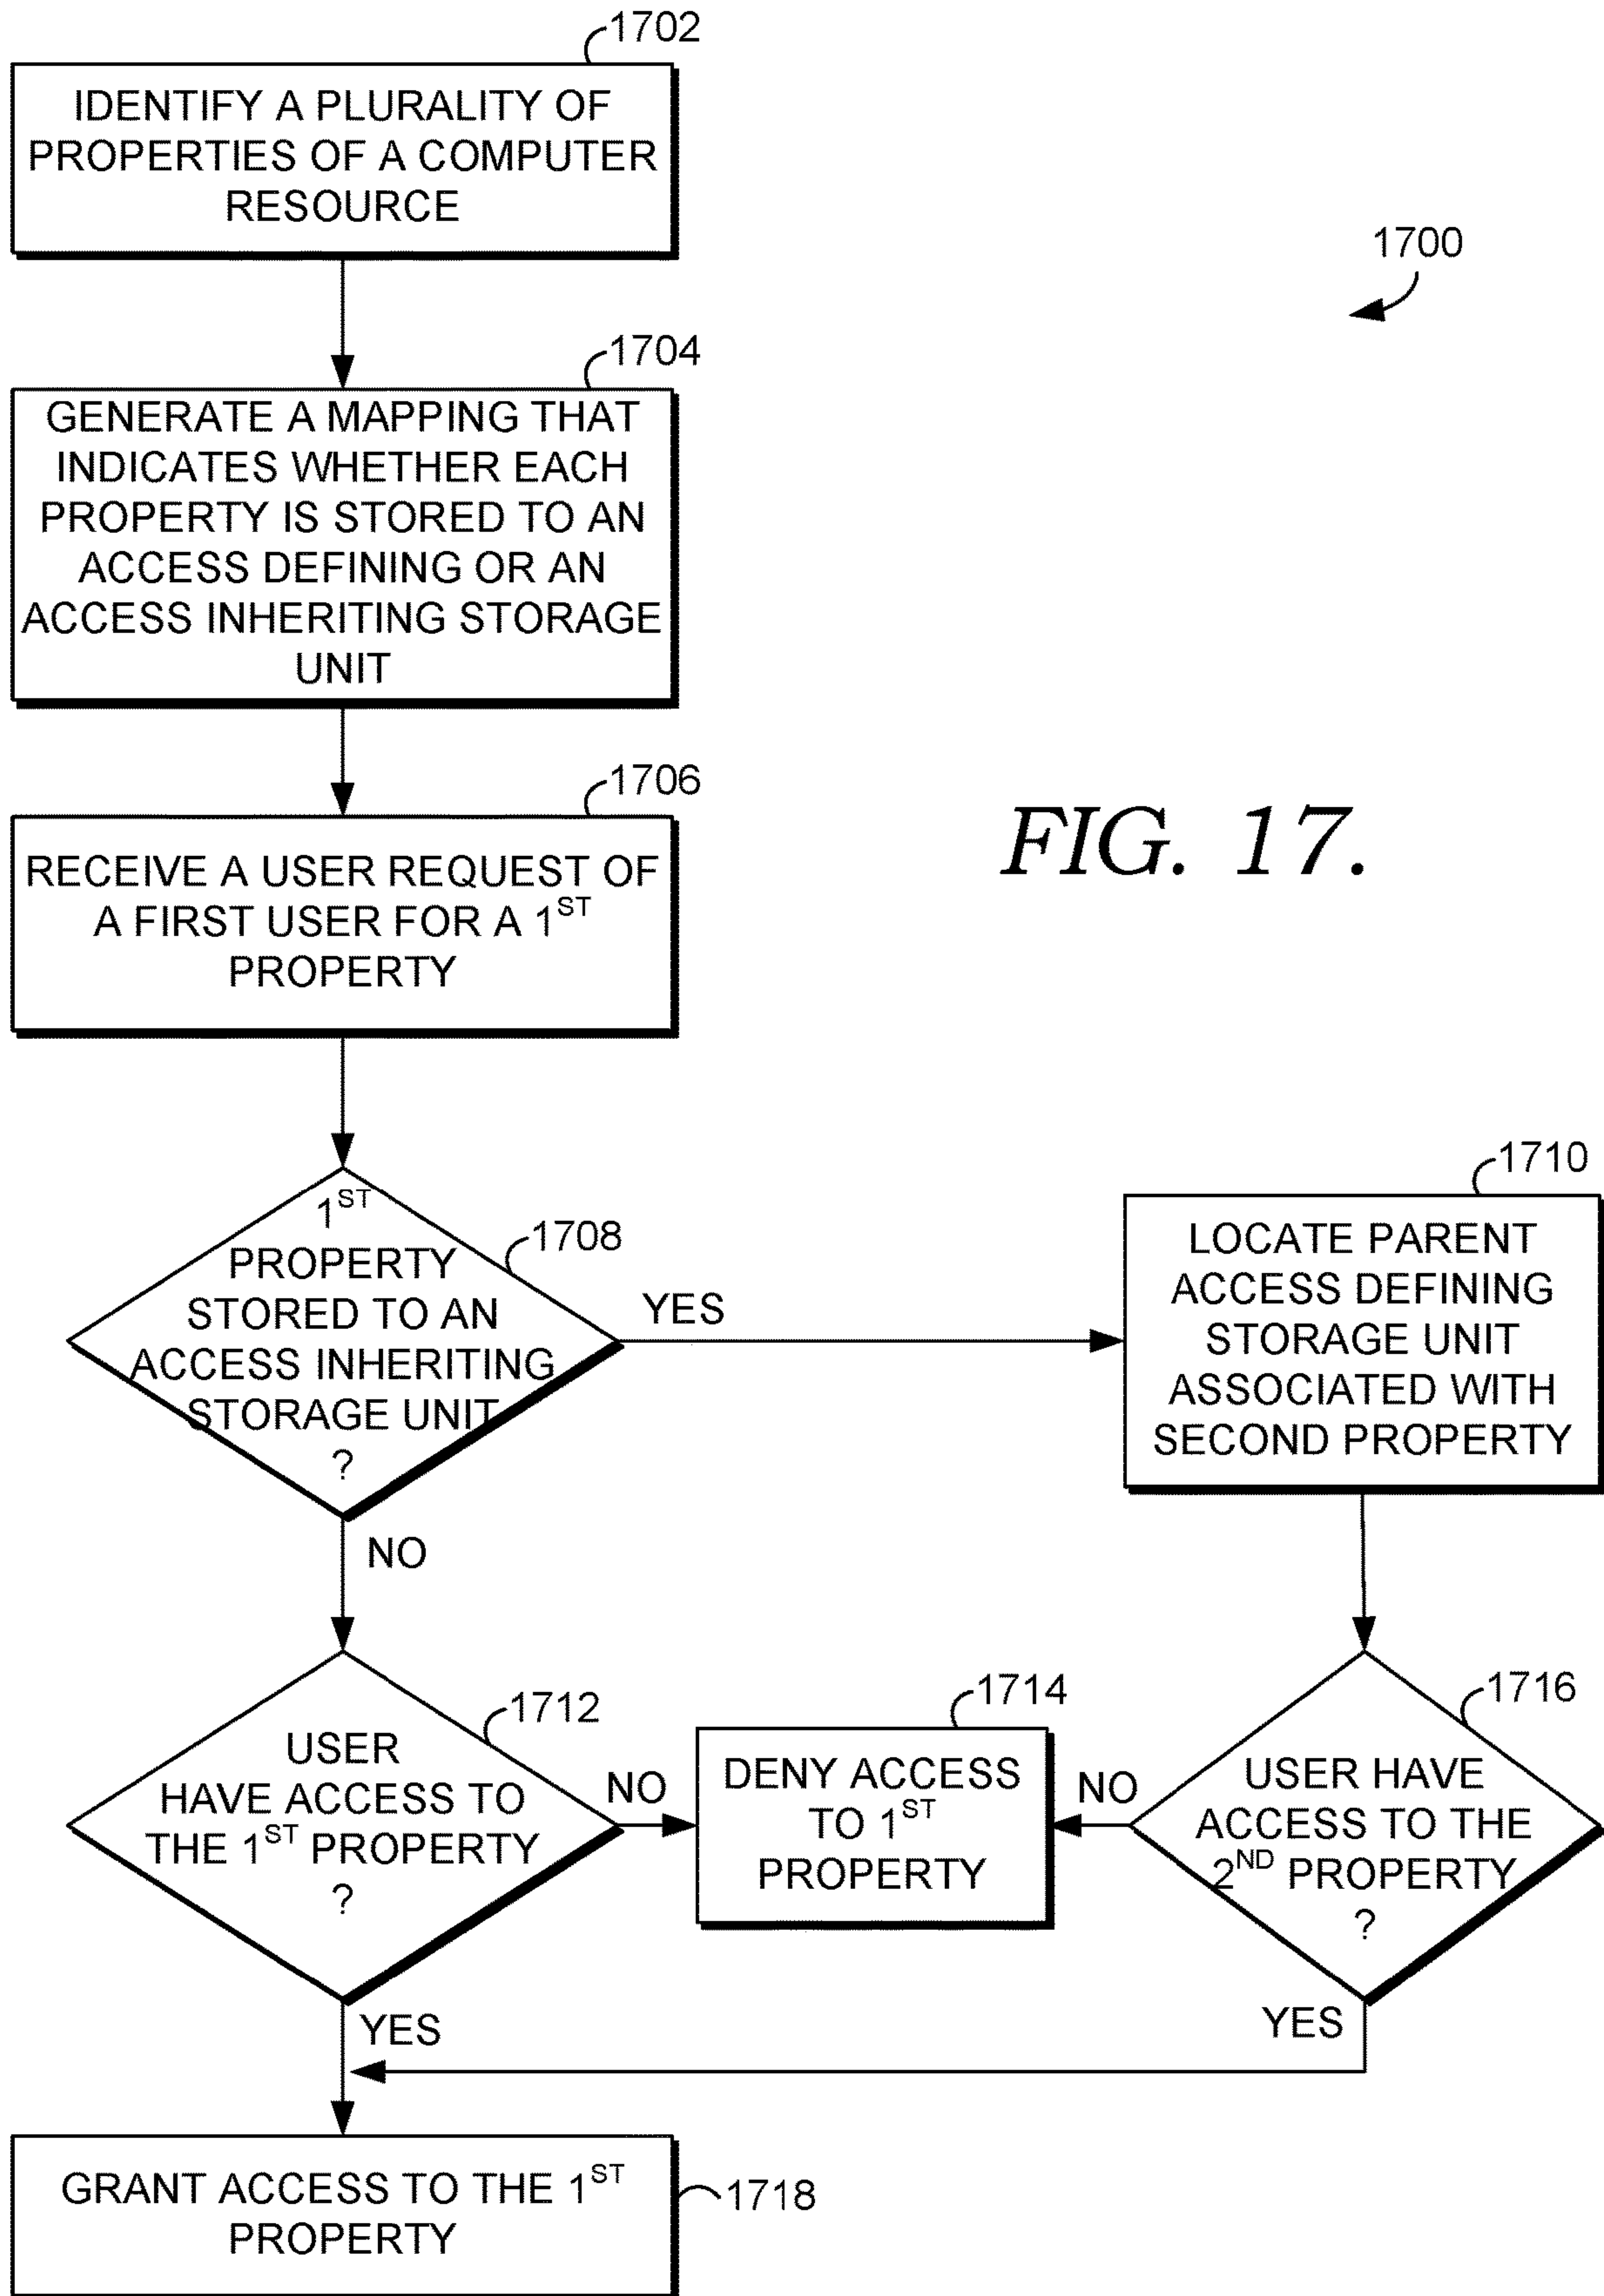 1702
IDENTIFY A PLURALITY OF
PROPERTIES OF A COMPUTER
RESOURCE
1700
1704
GENERATE A MAPPING THAT
INDICATES WHETHER EACH
PROPERTY IS STORED TO AN
ACCESS DEFINING OR AN
ACCESS INHERITING STORAGE
UNIT
1706
RECEIVE A USER REQUEST OF
A FIRST USER FOR A 1ST
PROPERTY
FIG. 17.
1708
1ST
PROPERTY
STORED TO AN
ACCESS INHERITING
STORAGE UNIT
?
YES
NO
1710
LOCATE PARENT
ACCESS DEFINING
STORAGE UNIT
ASSOCIATED WITH
SECOND PROPERTY
1712
USER
HAVE ACCESS TO
THE 1ST PROPERTY
?
NO
YES
1714
DENY ACCESS
TO 1ST
PROPERTY
1716
USER HAVE
ACCESS TO THE
2ND PROPERTY
?
NO
YES
GRANT ACCESS TO THE 1ST
PROPERTY
1718